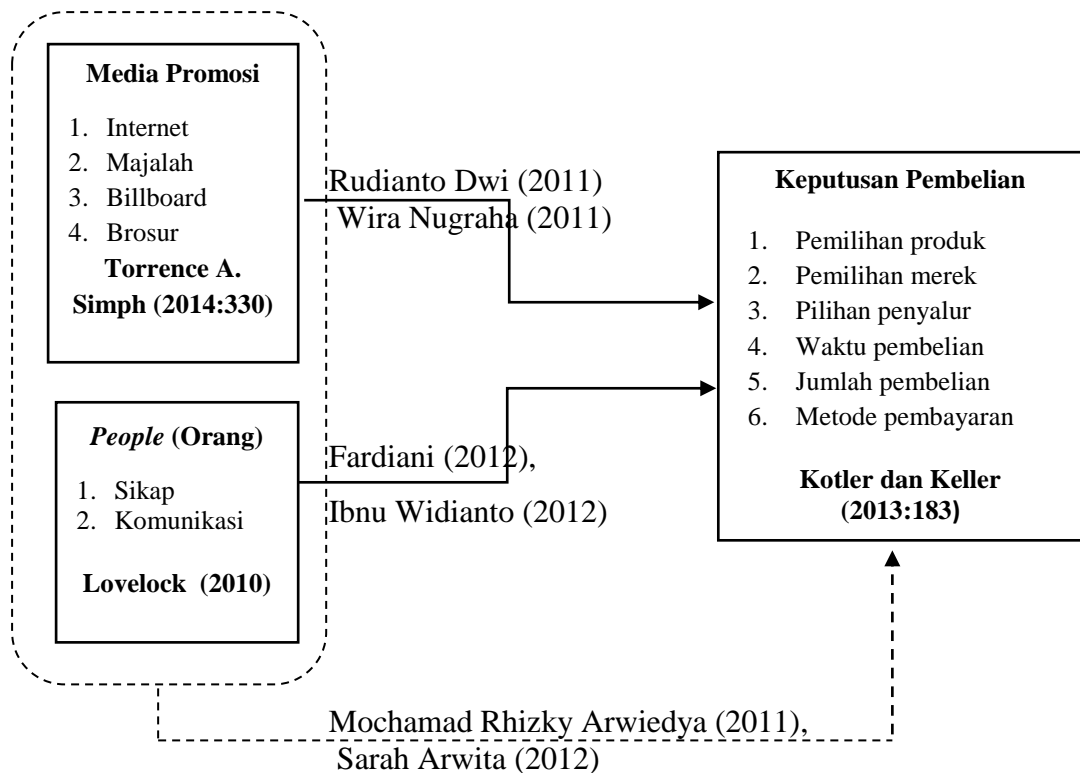 Media Promosi
1. Internet
2. Majalah
3. Billboard
4. Brosur
Torrence A.
Simph (2014:330)
Rudianto Dwi (2011)
Wira Nugraha (2011)
People (Orang)
1. Sikap
2. Komunikasi
Lovelock (2010)
Fardiani (2012),
Ibnu Widianto (2012)
Keputusan Pembelian
1. Pemilihan produk
2. Pemilihan merek
3. Pilihan penyalur
4. Waktu pembelian
5. Jumlah pembelian
6. Metode pembayaran
Kotler dan Keller
(2013:183)
Mochamad Rhizky Arwiedya (2011),
Sarah Arwita (2012)